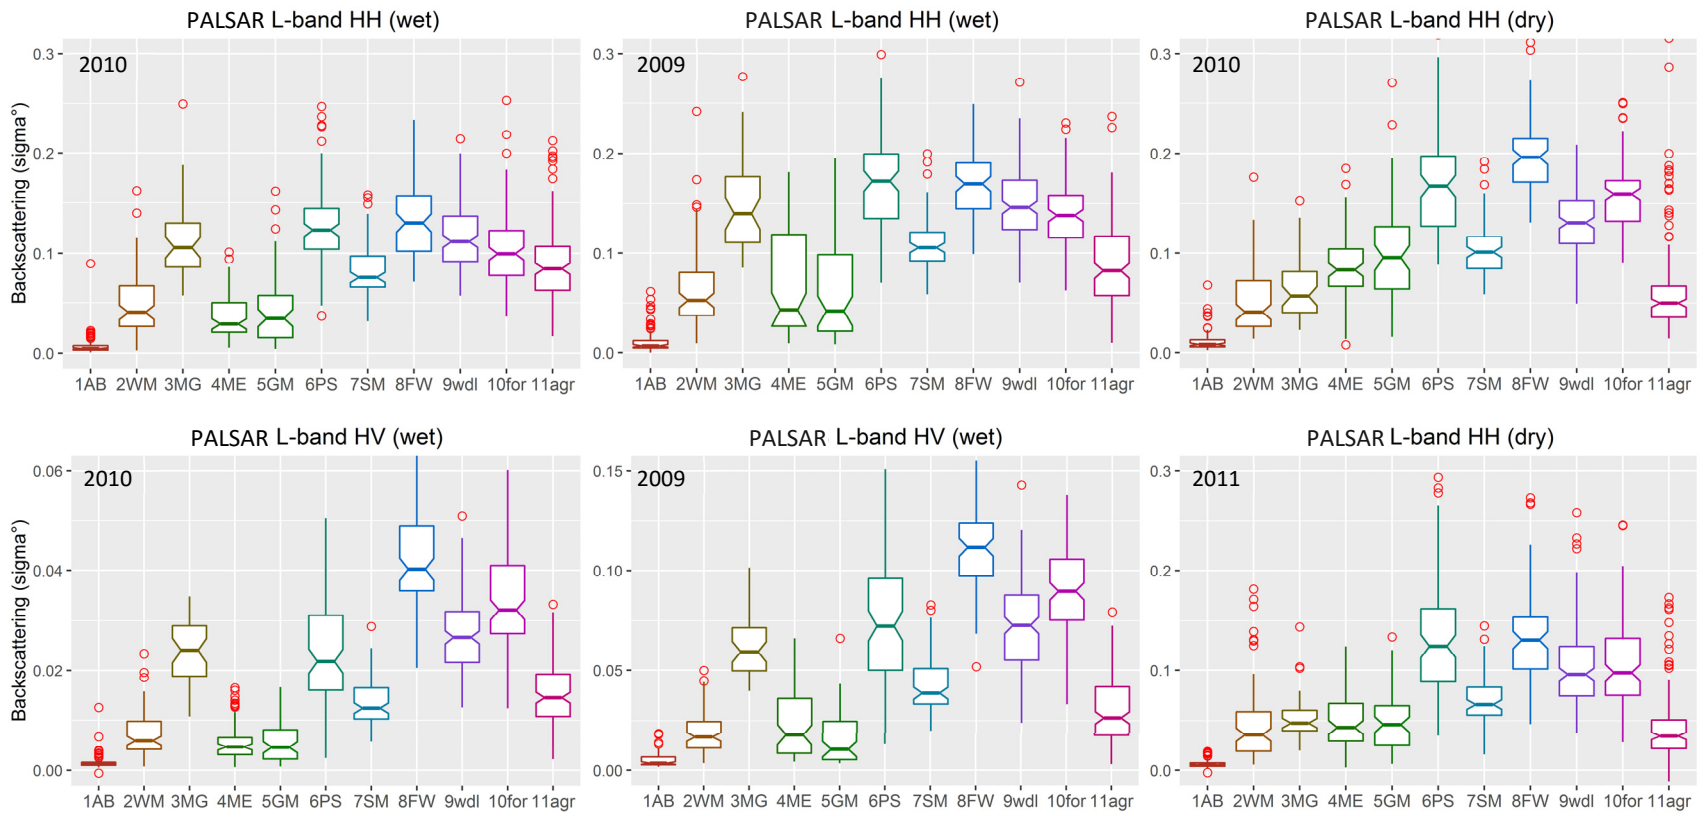 PALSAR L-band HH (wet)
PALSAR L-band HH (wet)
PALSAR L-band HH (dry)
Backscattering (sigma°)
0.3
0.2
0.1
0.0
2010
1AB 2WM 3MG 4ME 5GM 6PS 7SM 8FW 9wdl 10for 11agr
0.3
0.2
0.1
0.0
2009
1AB 2WM 3MG 4ME 5GM 6PS 7SM 8FW 9wdl 10for 11agr
0.3
0.2
0.1
0.0
2010
1AB 2WM 3MG 4ME 5GM 6PS 7SM 8FW 9wdl 10for 11agr
PALSAR L-band HV (wet)
PALSAR L-band HV (wet)
PALSAR L-band HH (dry)
Backscattering (sigma°)
0.06
0.04
0.02
0.00
2010
1AB 2WM 3MG 4ME 5GM 6PS 7SM 8FW 9wdl 10for 11agr
0.15
0.10
0.05
0.00
2009
1AB 2WM 3MG 4ME 5GM 6PS 7SM 8FW 9wdl 10for 11agr
0.3
0.2
0.1
0.0
2011
1AB 2WM 3MG 4ME 5GM 6PS 7SM 8FW 9wdl 10for 11agr